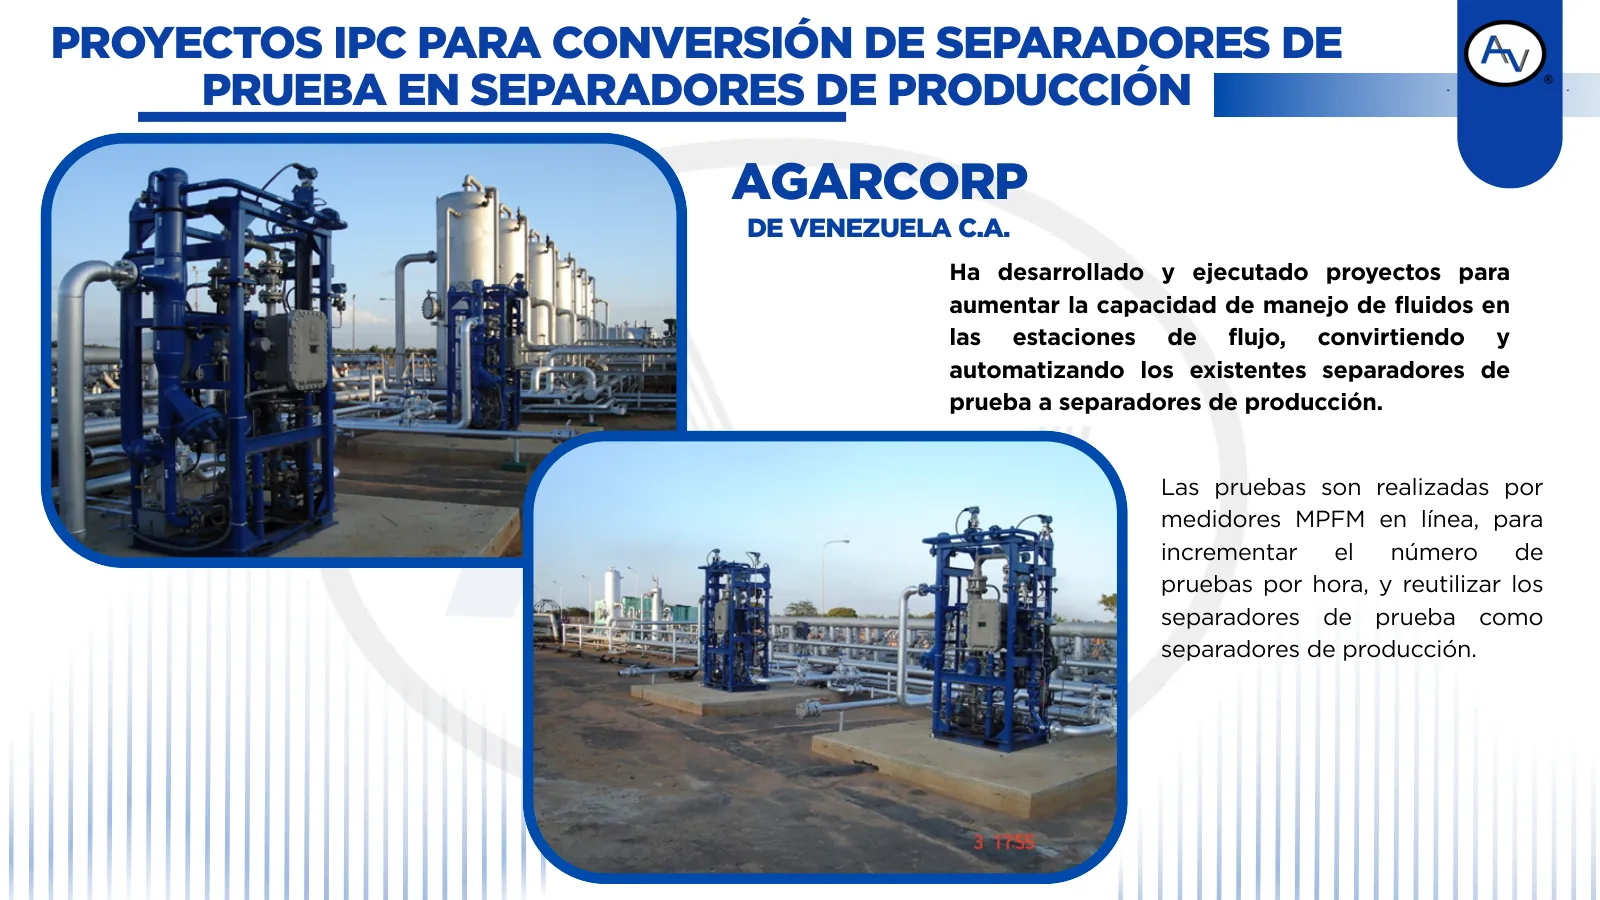 PROYECTOS IPC PARA CONVERSIÓN DE SEPARADORES DE
PRUEBA EN SEPARADORES DE PRODUCCIÓN
AV
®
AGARCORP
DE VENEZUELA C.A.
Ha desarrollado y ejecutado proyectos para
aumentar la capacidad de manejo de fluidos en
las estaciones de flujo, convirtiendo y
automatizando los existentes separadores de
prueba a separadores de producción.
Las pruebas son realizadas por
medidores MPFM en línea, para
incrementar el número de
pruebas por hora, y reutilizar los
separadores de prueba como
separadores de producción.
3 17:55